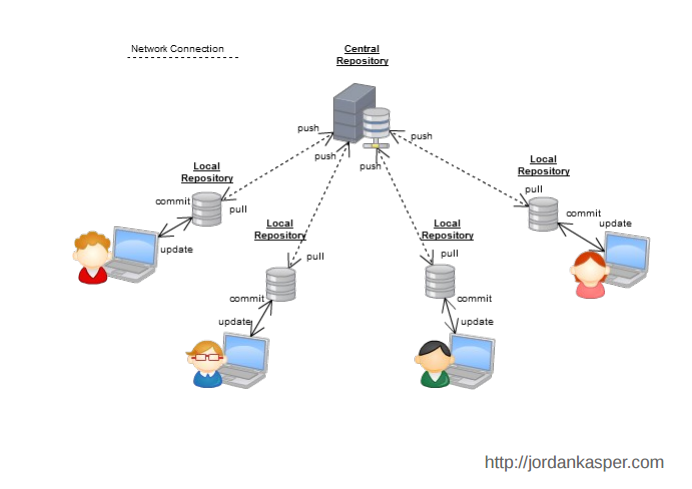 Network Connection
Central
Repository
push
push
push
push
Local
Repository
commit
pull
update
Local
Repository
pull
commit
update
Local
Repository
pull
commit
update
Local
Repository
pull
commit
update
http://jordankasper.com